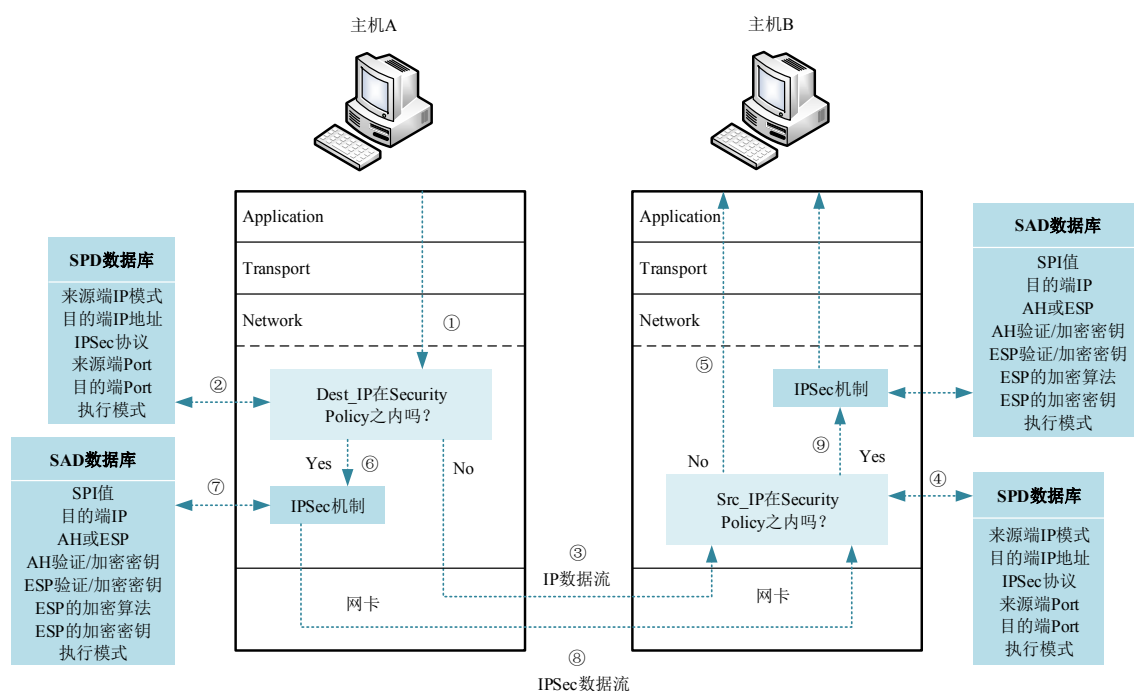 主机A
主机B
Application
Transport
Network
①
SPD数据库
来源端IP模式
目的端IP地址
IPSec协议
来源端Port
目的端Port
执行模式
②
Dest_IP在Security
Policy之内吗？
Yes
⑥
No
SAD数据库
SPI值
目的端IP
AH或ESP
AH验证/加密密钥
ESP验证/加密密钥
ESP的加密算法
ESP的加密密钥
执行模式
⑦
IPSec机制
网卡
③
IP数据流
⑧
IPSec数据流
Application
Transport
Network
⑤
IPSec机制
No
⑨
Yes
④
Src_IP在Security
Policy之内吗？
网卡
SAD数据库
SPI值
目的端IP
AH或ESP
AH验证/加密密钥
ESP验证/加密密钥
ESP的加密算法
ESP的加密密钥
执行模式
SPD数据库
来源端IP模式
目的端IP地址
IPSec协议
来源端Port
目的端Port
执行模式